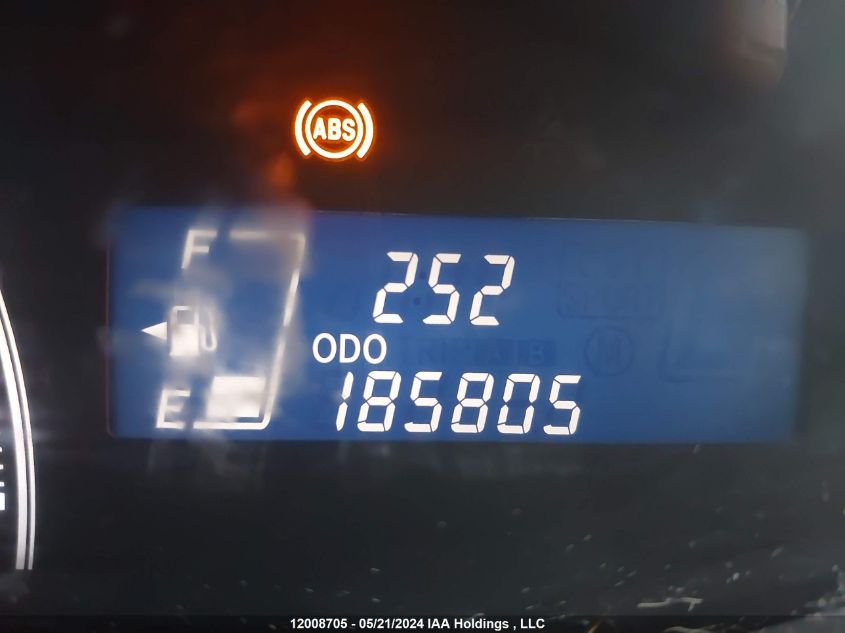 ABS
F
252
ODO
E
185805
12008705 - 05/21/2024 IAA Holdings , LLC